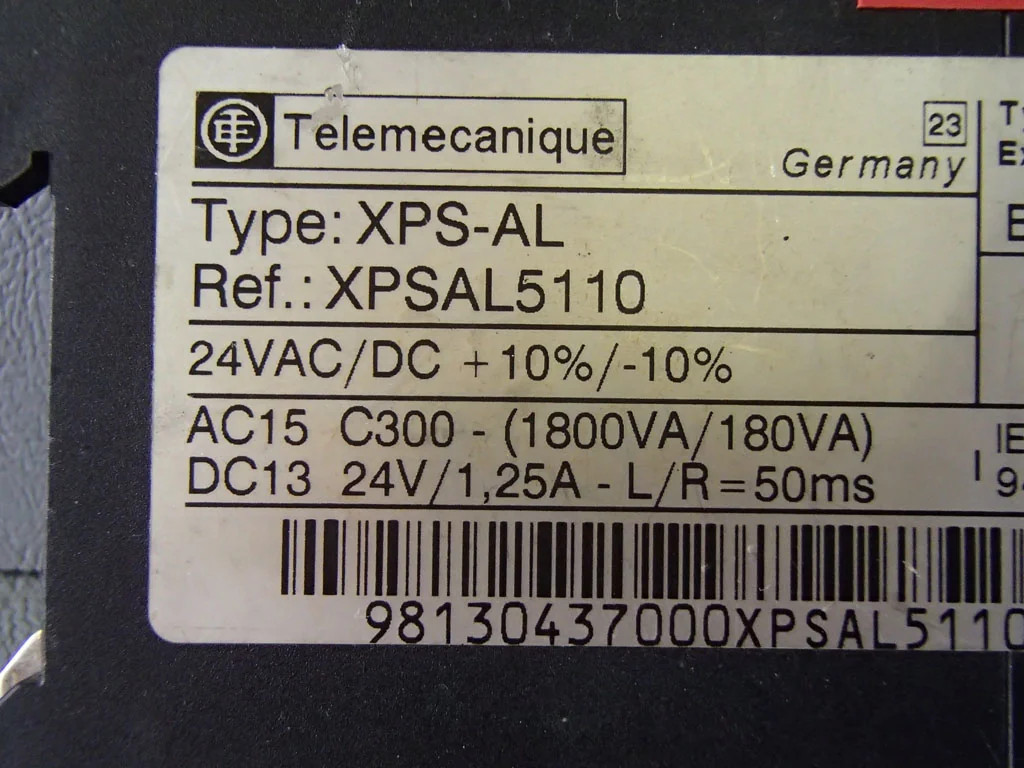 Telemecanique
23
Germany
Type: XPS-AL
Ref.: XPSAL5110
24VAC/DC +10%/-10%
AC15 C300 - (1800VA/180VA)
DC13 24V/1,25A - L/R=50ms
98130437000XPSAL5110